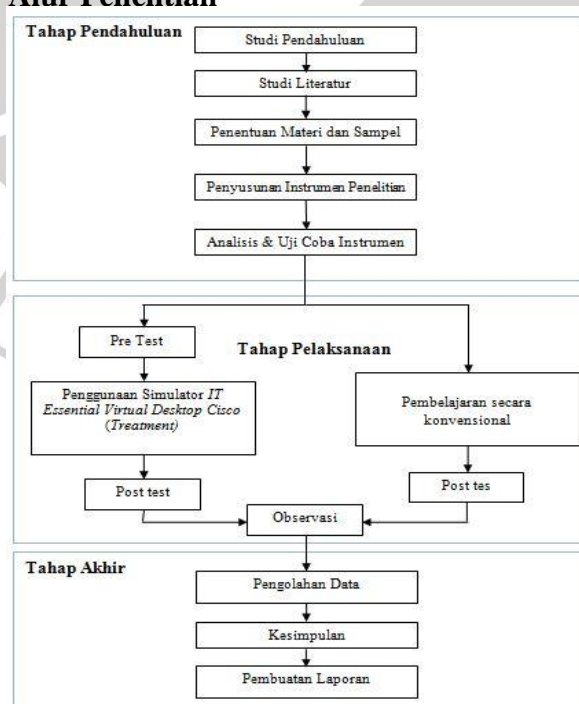 Alur Penelitian
Tahap Pendahuluan
Studi Pendahuluan
Studi Literatur
Penentuan Materi dan Sampel
Penyusunan Instrumen Penelitian
Analisis & Uji Coba Instrumen
Pre Test
Tahap Pelaksanaan
Penggunaan Simulator IT
Essential Virtual Desktop Cisco
(Treatment)
Pembelajaran secara
konvensional
Post test
Post tes
Observasi
Tahap Akhir
Pengolahan Data
Kesimpulan
Pembuatan Laporan